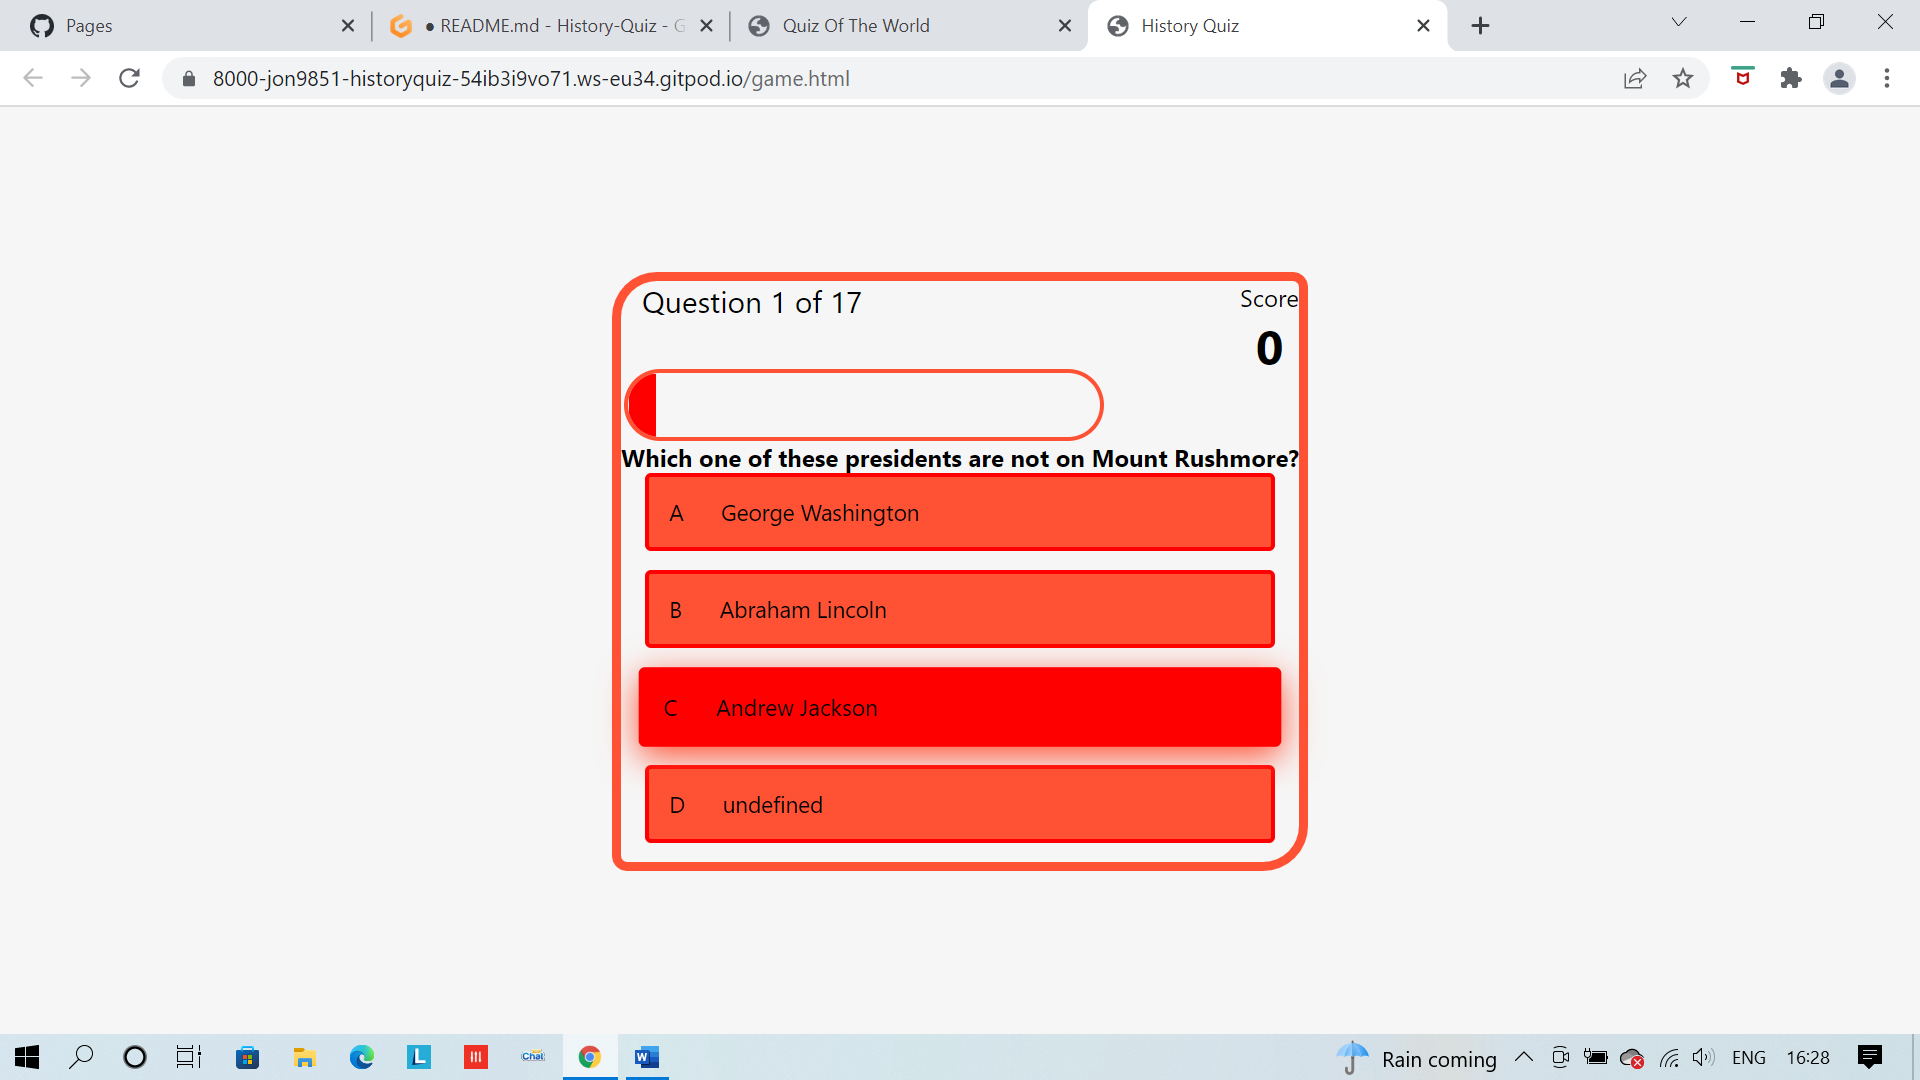 Pages
● README.md - History-Quiz - G
Quiz Of The World
History Quiz
8000-jon9851-historyquiz-54ib3i9vo71.ws-eu34.gitpod.io/game.html
Question 1 of 17
Score
0
Which one of these presidents are not on Mount Rushmore?
A George Washington
B Abraham Lincoln
C Andrew Jackson
D undefined
L
Chat
W
Rain coming
ENG
16:28